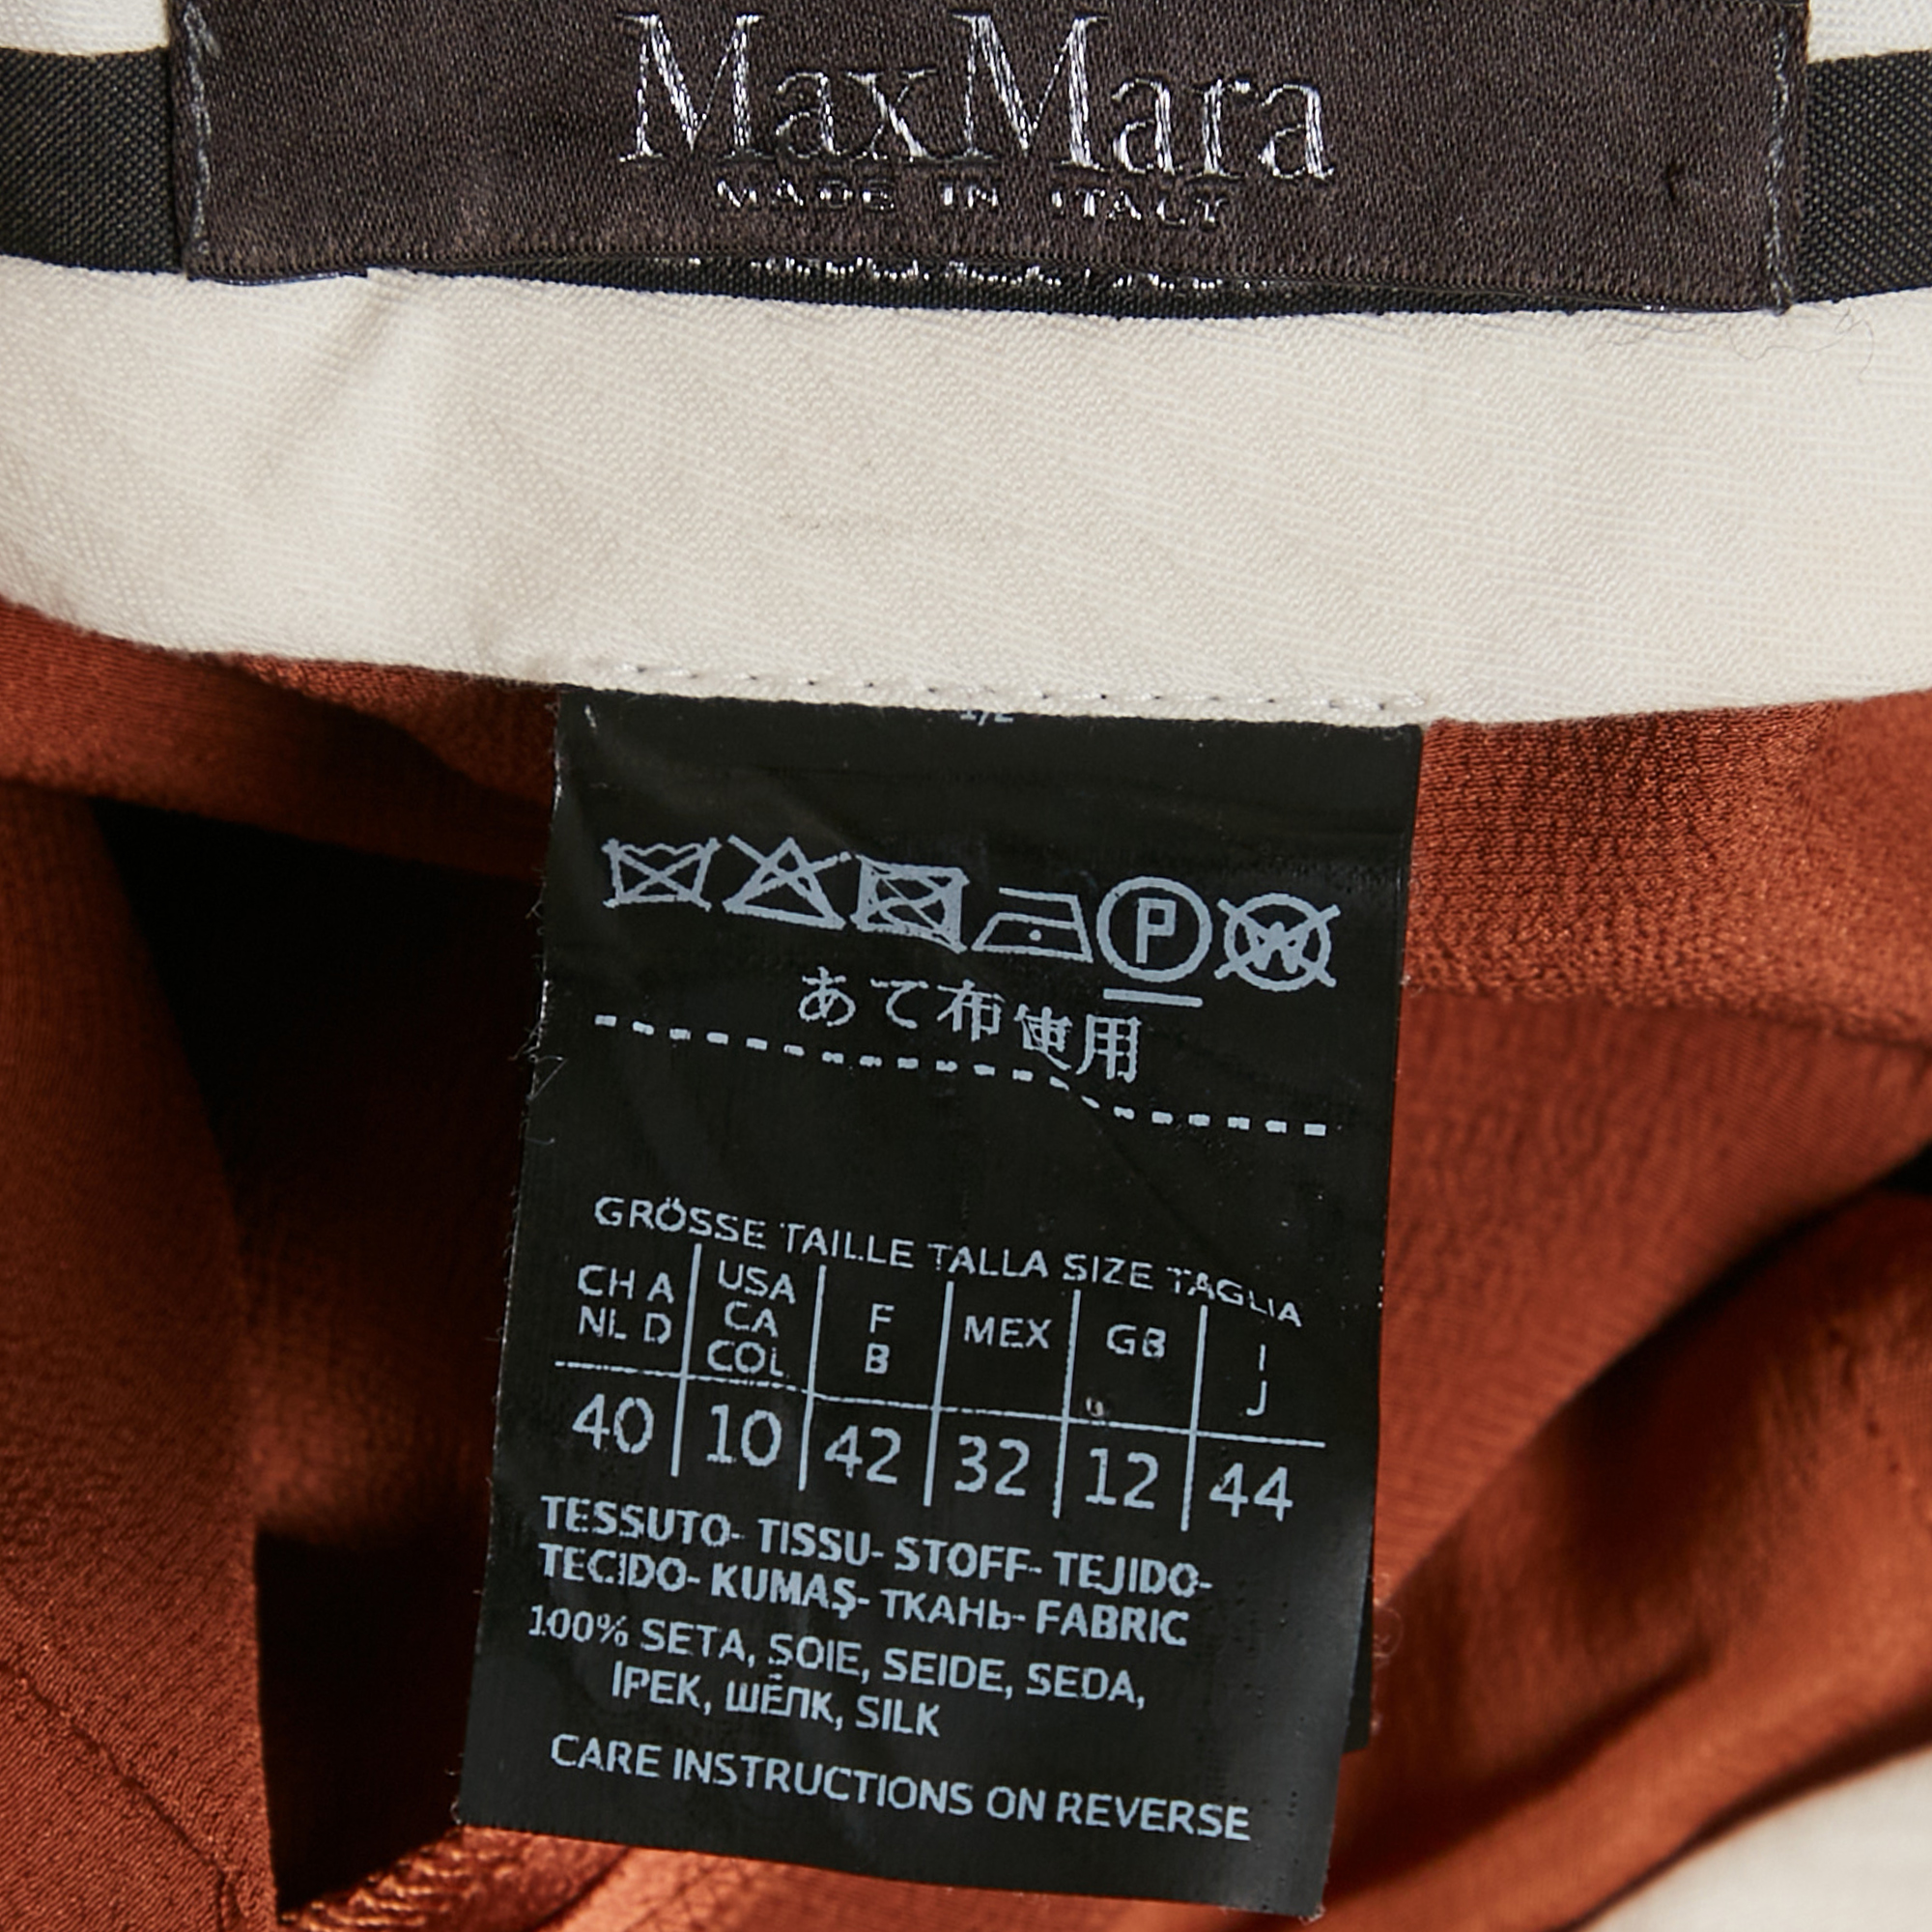 MaxMara
MADE IN ITALY
1/2
P W
あて布使用
GRÖSSE TAILLE TALLA SIZE TAGLIA
CH A NL D | USA CA COL | F B | MEX | GB | I J
40 | 10 | 42 | 32 | 12 | 44
TESSUTO- TISSU- STOFF- TEJIDO-
TECIDO- KUMAŞ- ТКАНЬ- FABRIC
100% SETA, SOIE, SEIDE, SEDA,
İPEK, ШЁЛК, SILK
CARE INSTRUCTIONS ON REVERSE